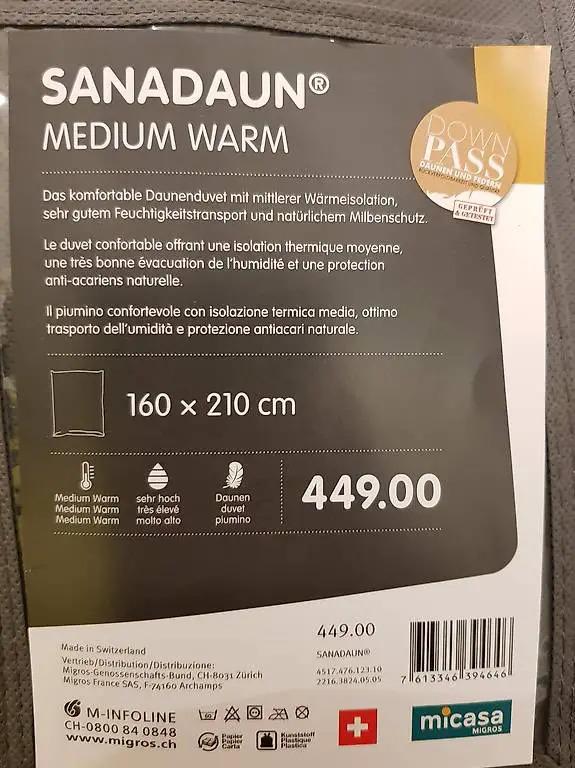 SANADAUN®
MEDIUM WARM
DOWN
PASS
DAUNEN UND FEDERN
GEPRÜFT
& GETESTET
Das komfortable Daunenduvet mit mittlerer Wärmeisolation,
sehr gutem Feuchtigkeitstransport und natürlichem Milbenschutz.
Le duvet confortable offrant une isolation thermique moyenne,
une très bonne évacuation de l'humidité et une protection
anti-acariens naturelle.
Il piumino confortevole con isolazione termica media, ottimo
trasporto dell'umidità e protezione antiacari naturale.
160 x 210 cm
Medium Warm
Medium Warm
Medium Warm
sehr hoch
très élevé
molto alto
Daunen
duvet
piumino
449.00
449.00
SANADAUN®
4517.476.123.10
2216.3824.05.05
7 613346 394646
Made in Switzerland
Vertrieb/Distribution/Distribuzione:
Migros-Genossenschafts-Bund, CH-8031 Zürich
Migros France SAS, F-74160 Archamps
M-INFOLINE
CH-0800 84 0848
www.migros.ch
Papier
Papier
Carta
Kunststoff
Plastique
Plastica
micasa
MIGROS